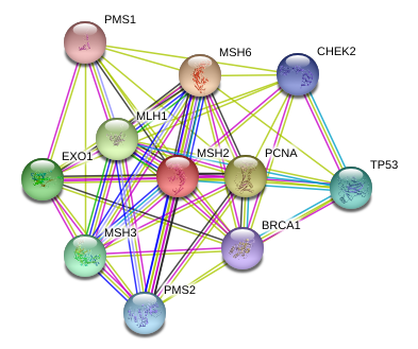 PMS1
MSH6
CHEK2
MLH1
EXO1
MSH2
PCNA
TP53
MSH3
BRCA1
PMS2